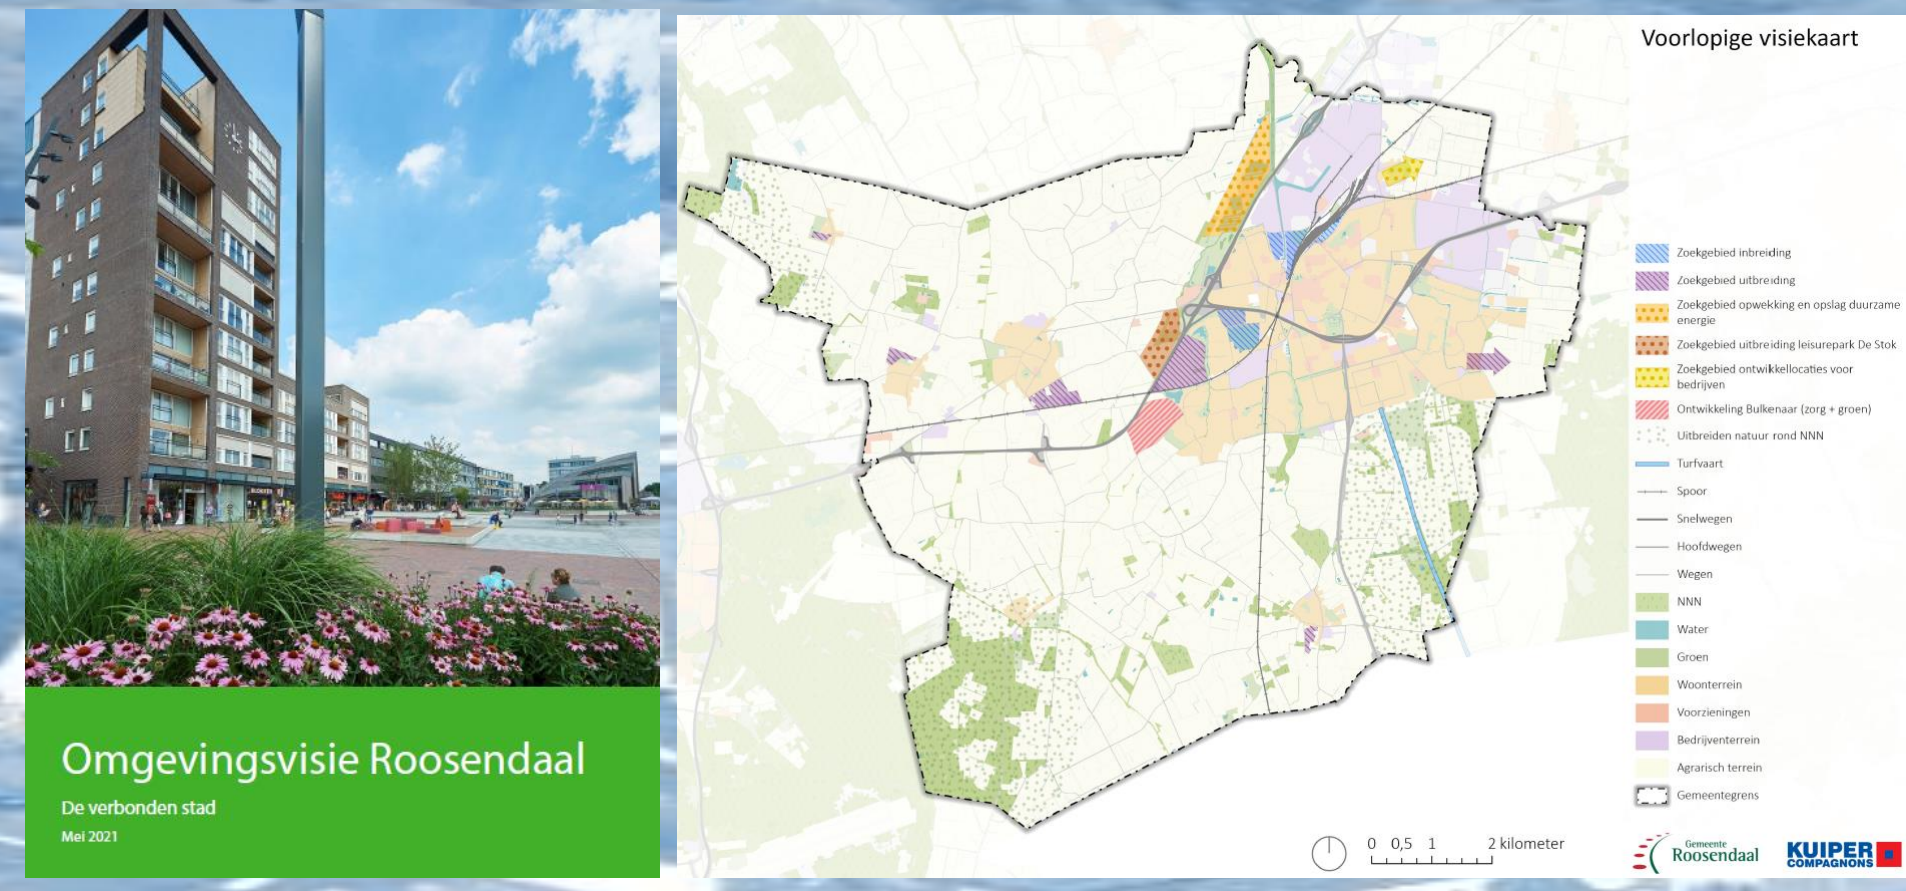 Omgevingsvisie Roosendaal
De verbonden stad
Mei 2021
Voorlopige visiekaart
Zoekgebied inbreiding
Zoekgebied uitbreiding
Zoekgebied opwekking en opslag duurzame
energie
Zoekgebied uitbreiding leisurepark De Stok
Zoekgebied ontwikkellocaties voor
bedrijven
Ontwikkeling Bulkenaar (zorg + groen)
Uitbreiden natuur rond NNN
Turfvaart
Spoor
Snelwegen
Hoofdwegen
Wegen
NNN
Water
Groen
Woonterrein
Voorzieningen
Bedrijventerrein
Agrarisch terrein
Gemeentegrens
0 0,5 1 2 kilometer
Gemeente
Roosendaal
KUIPER
COMPAGNONS